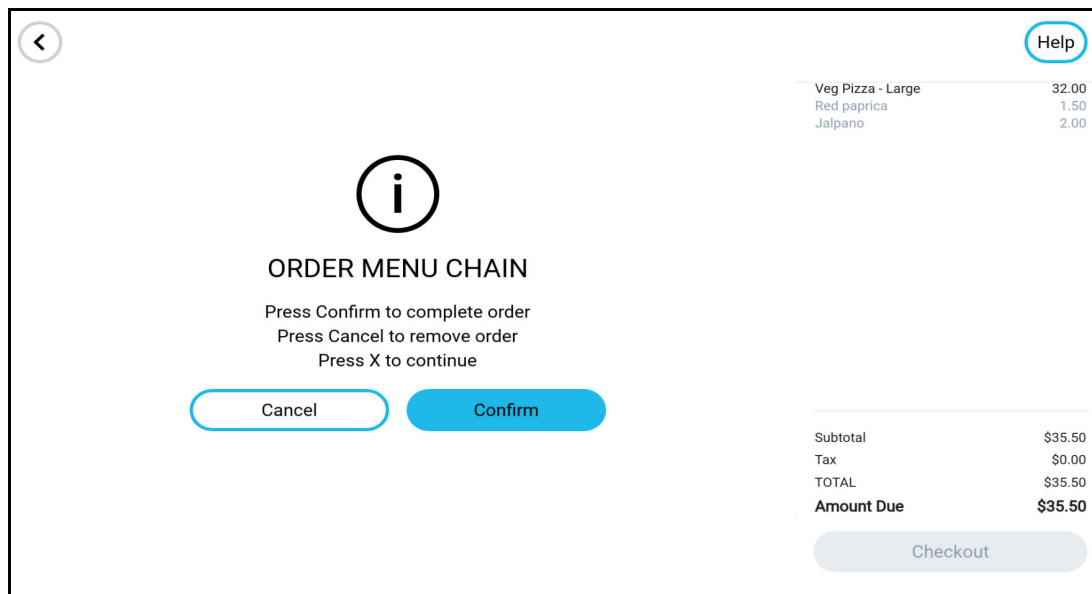 Help
Veg Pizza - Large 32.00
Red paprica 1.50
Jalpano 2.00
i
ORDER MENU CHAIN
Press Confirm to complete order
Press Cancel to remove order
Press X to continue
Cancel Confirm
Subtotal $35.50
Tax $0.00
TOTAL $35.50
Amount Due $35.50
Checkout